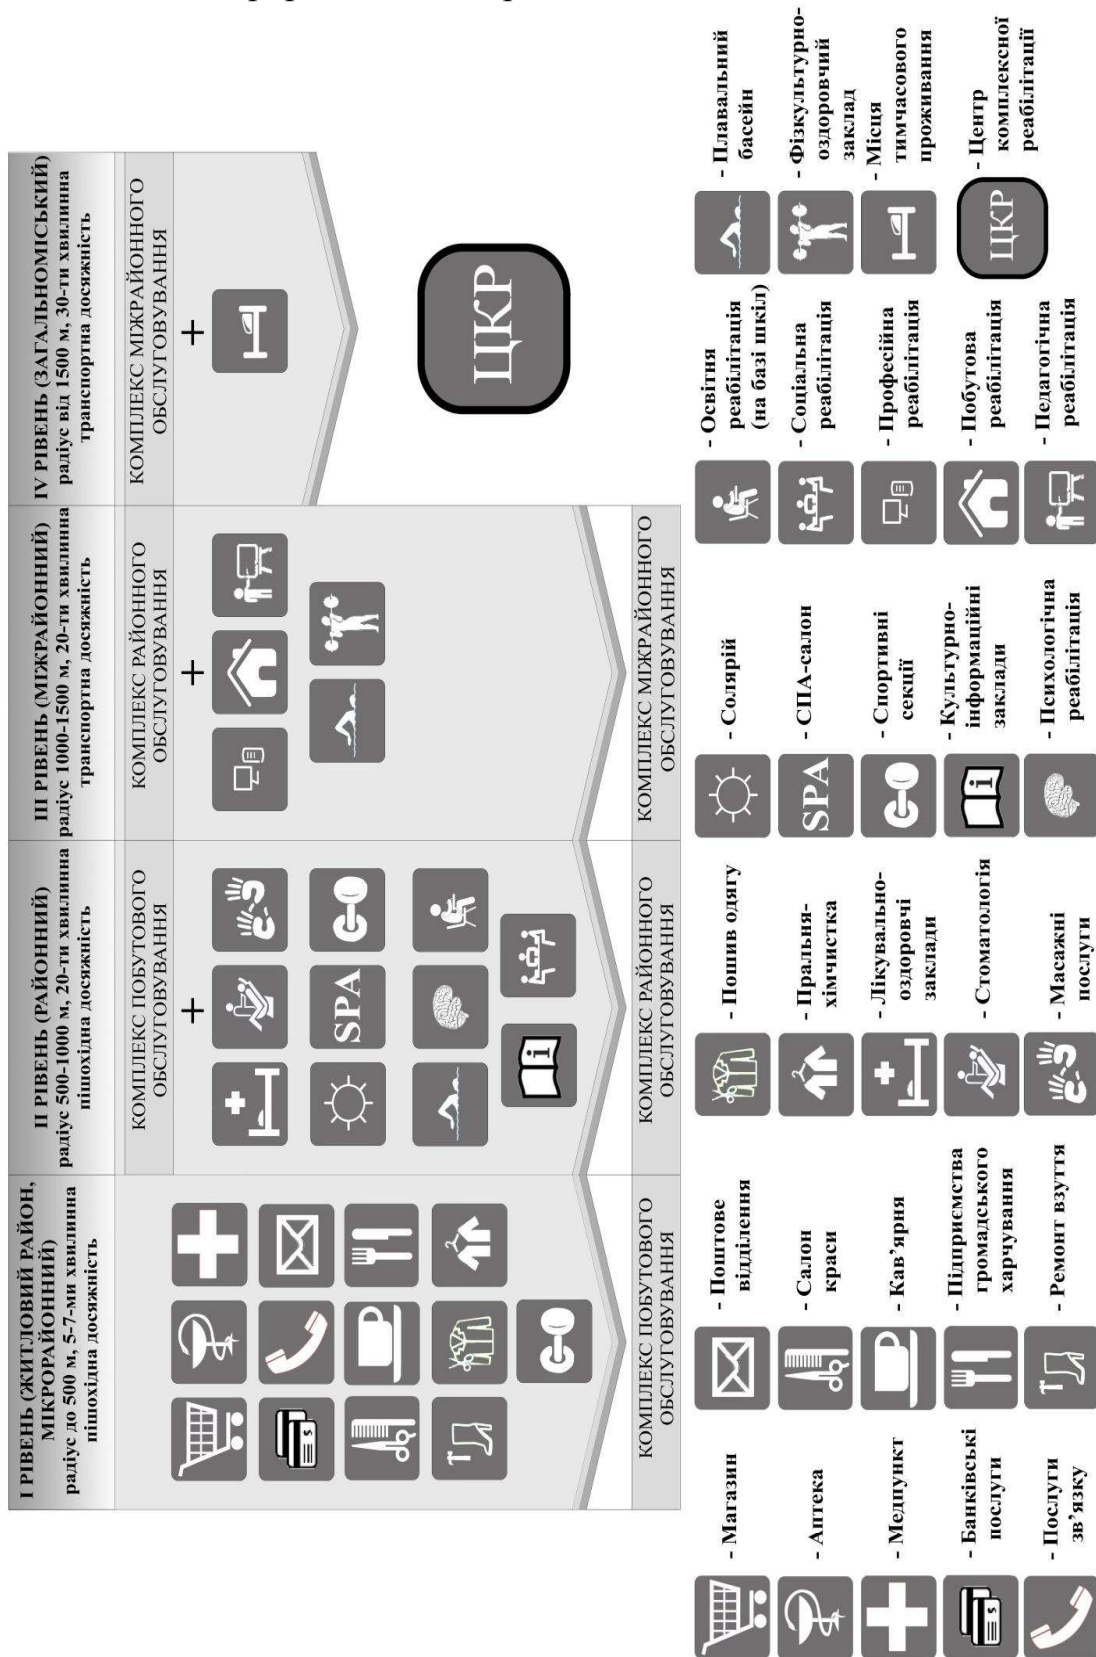 І РІВЕНЬ (ЖИТЛОВИЙ РАЙОН,
МІКРОРАЙОННИЙ)
радіус до 500 м, 5-7-ми хвилинна
пішохідна досяжність
ІІ РІВЕНЬ (РАЙОННИЙ)
радіус 500-1000 м, 20-ти хвилинна
пішохідна досяжність
ІІІ РІВЕНЬ (МІЖРАЙОННИЙ)
радіус 1000-1500 м, 20-ти хвилинна
транспортна досяжність
IV РІВЕНЬ (ЗАГАЛЬНОМІСЬКИЙ)
радіус від 1500 м, 30-ти хвилинна
транспортна досяжність
КОМПЛЕКС ПОБУТОВОГО
ОБСЛУГОВУВАННЯ
КОМПЛЕКС РАЙОННОГО
ОБСЛУГОВУВАННЯ
КОМПЛЕКС МІЖРАЙОННОГО
ОБСЛУГОВУВАННЯ
+
+
+
SPA
i
ЦКР
КОМПЛЕКС ПОБУТОВОГО
ОБСЛУГОВУВАННЯ
КОМПЛЕКС РАЙОННОГО
ОБСЛУГОВУВАННЯ
КОМПЛЕКС МІЖРАЙОННОГО
ОБСЛУГОВУВАННЯ
- Магазин
- Аптека
- Медпункт
- Банківські
послуги
- Послуги
зв’язку
- Поштове
відділення
- Салон
краси
- Кав’ярня
- Підприємства
громадського
харчування
- Ремонт взуття
- Пошив одягу
- Пральня-
хімчистка
- Лікувально-
оздоровчі
заклади
- Стоматологія
- Масажні
послуги
- Солярій
SPA
- СПА-салон
- Спортивні
секції
i
- Культурно-
інформаційні
заклади
- Психологічна
реабілітація
- Освітня
реабілітація
(на базі шкіл)
- Соціальна
реабілітація
- Професійна
реабілітація
- Побутова
реабілітація
- Педагогічна
реабілітація
- Плавальний
басейн
- Фізкультурно-
оздоровчий
заклад
- Місця
тимчасового
проживання
ЦКР
- Центр
комплексної
реабілітації